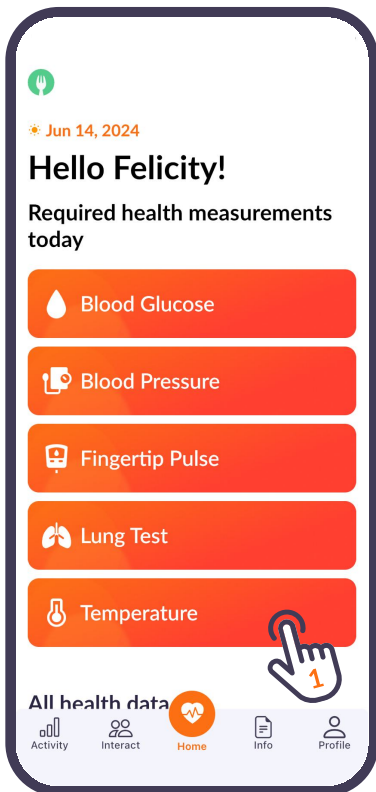 Jun 14, 2024
Hello Felicity!
Required health measurements
today
Blood Glucose
Blood Pressure
Fingertip Pulse
Lung Test
Temperature
1
All health data
Activity
Interact
Home
Info
Profile